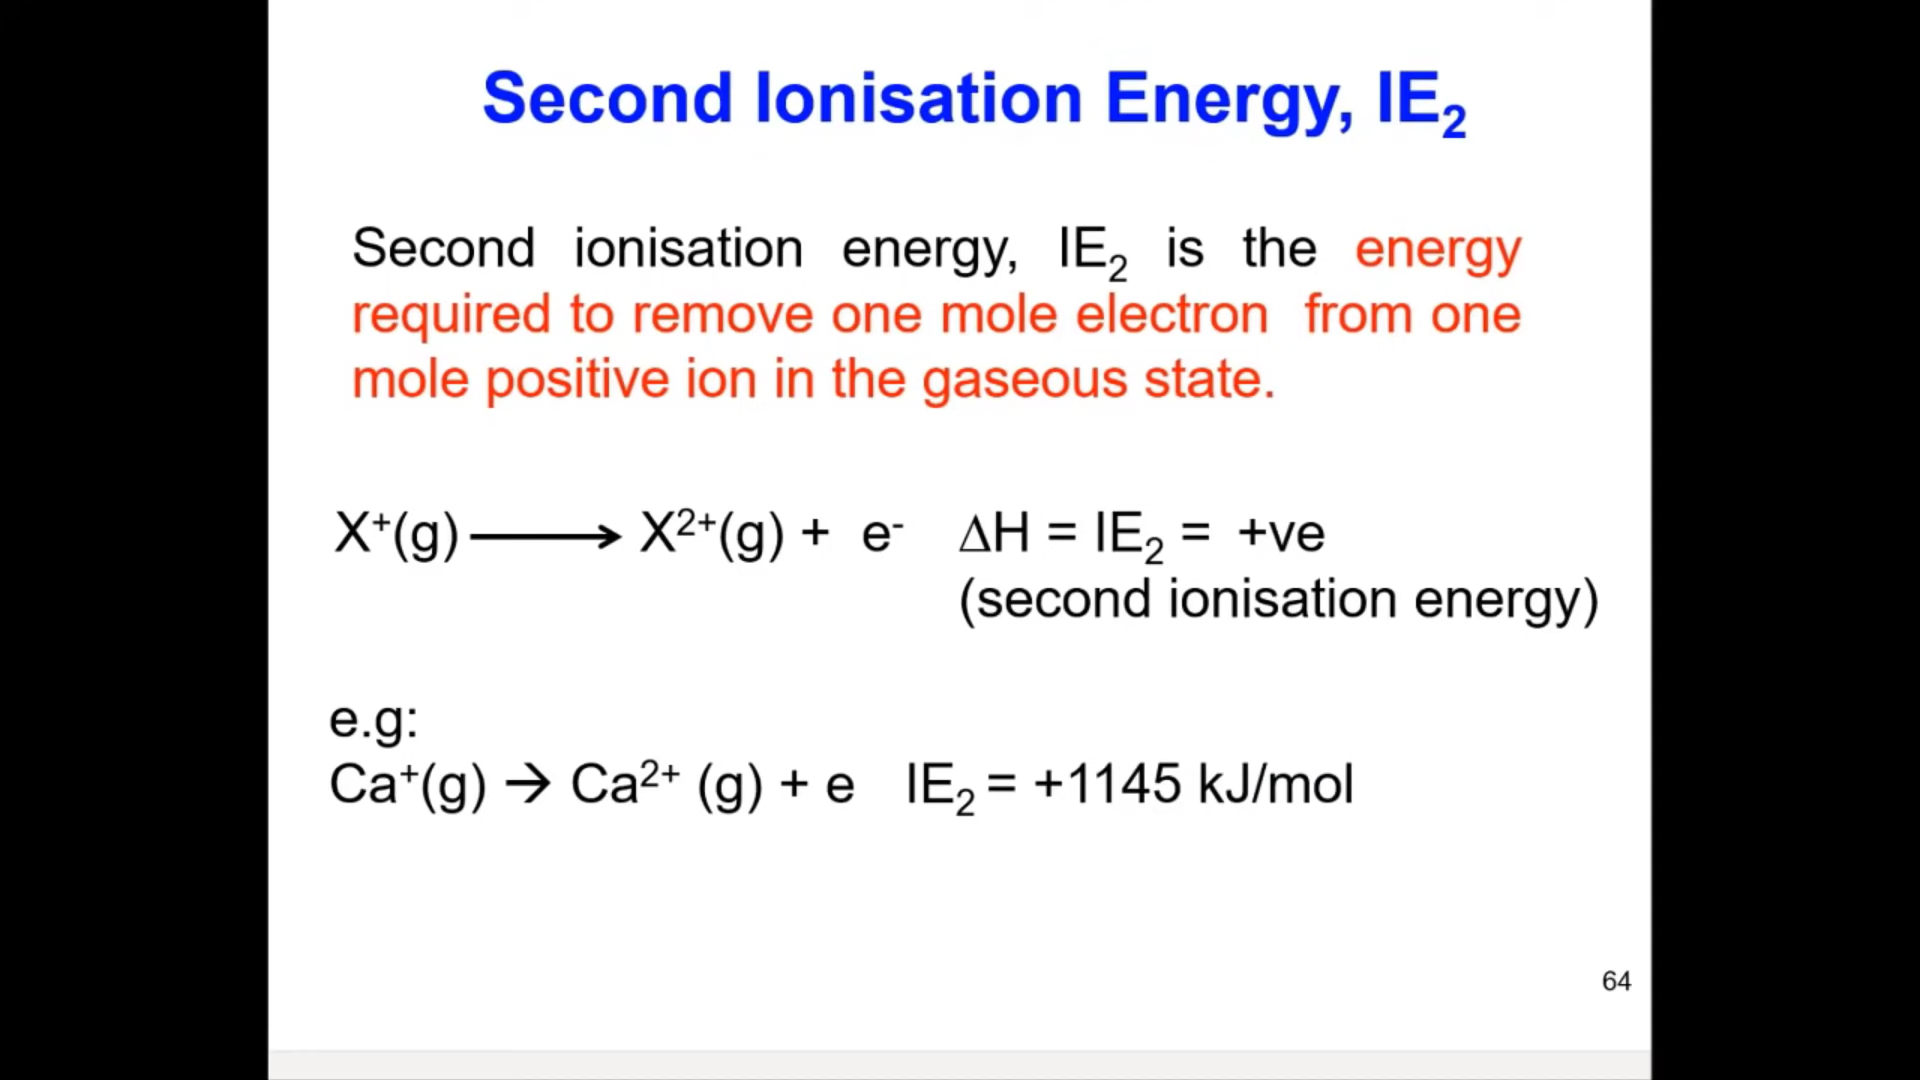 Second Ionisation Energy, IE₂
Second ionisation energy, IE₂ is the energy
required to remove one mole electron from one
mole positive ion in the gaseous state.
X⁺(g) ⟶ X²⁺(g) + e⁻ ΔH = IE₂ = +ve
(second ionisation energy)
e.g:
Ca⁺(g) → Ca²⁺ (g) + e IE₂ = +1145 kJ/mol
64